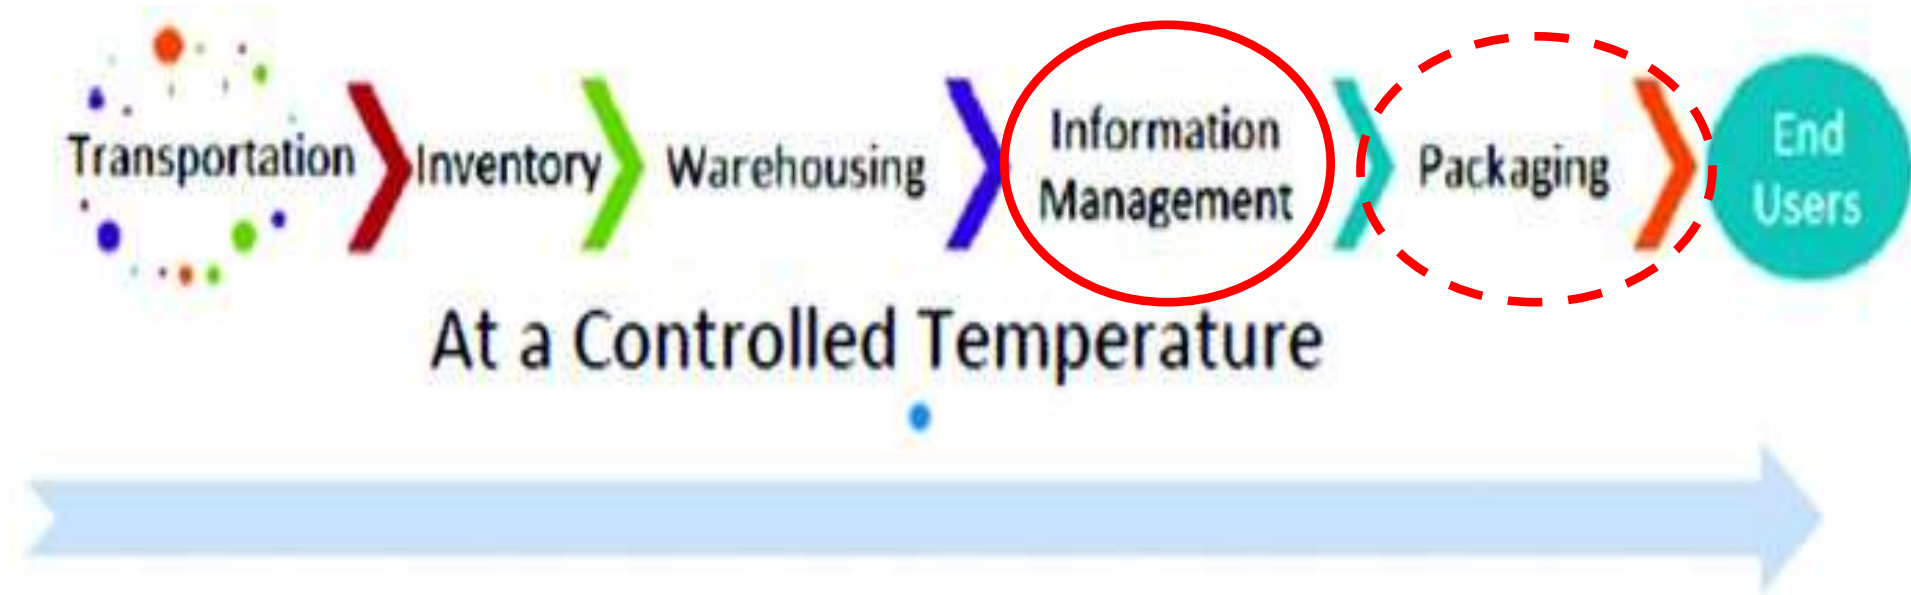 Transportation
Inventory
Warehousing
Information
Management
Packaging
End
Users
At a Controlled Temperature